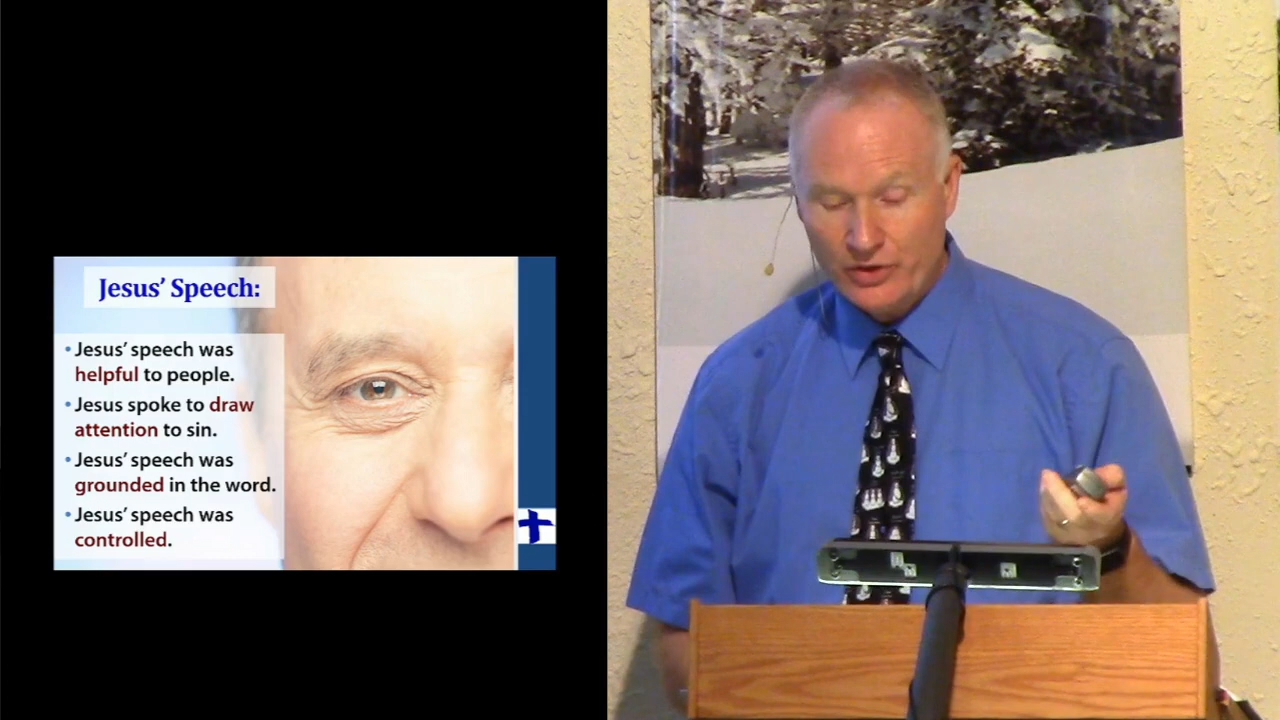 Jesus’ Speech:
• Jesus’ speech was
helpful to people.
• Jesus spoke to draw
attention to sin.
• Jesus’ speech was
grounded in the word.
• Jesus’ speech was
controlled.